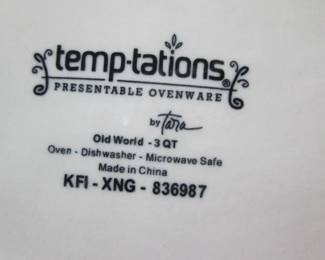 temp-tations®
PRESENTABLE OVENWARE
by Tara
Old World - 3 QT
Oven - Dishwasher - Microwave Safe
Made in China
KFI - XNG - 836987